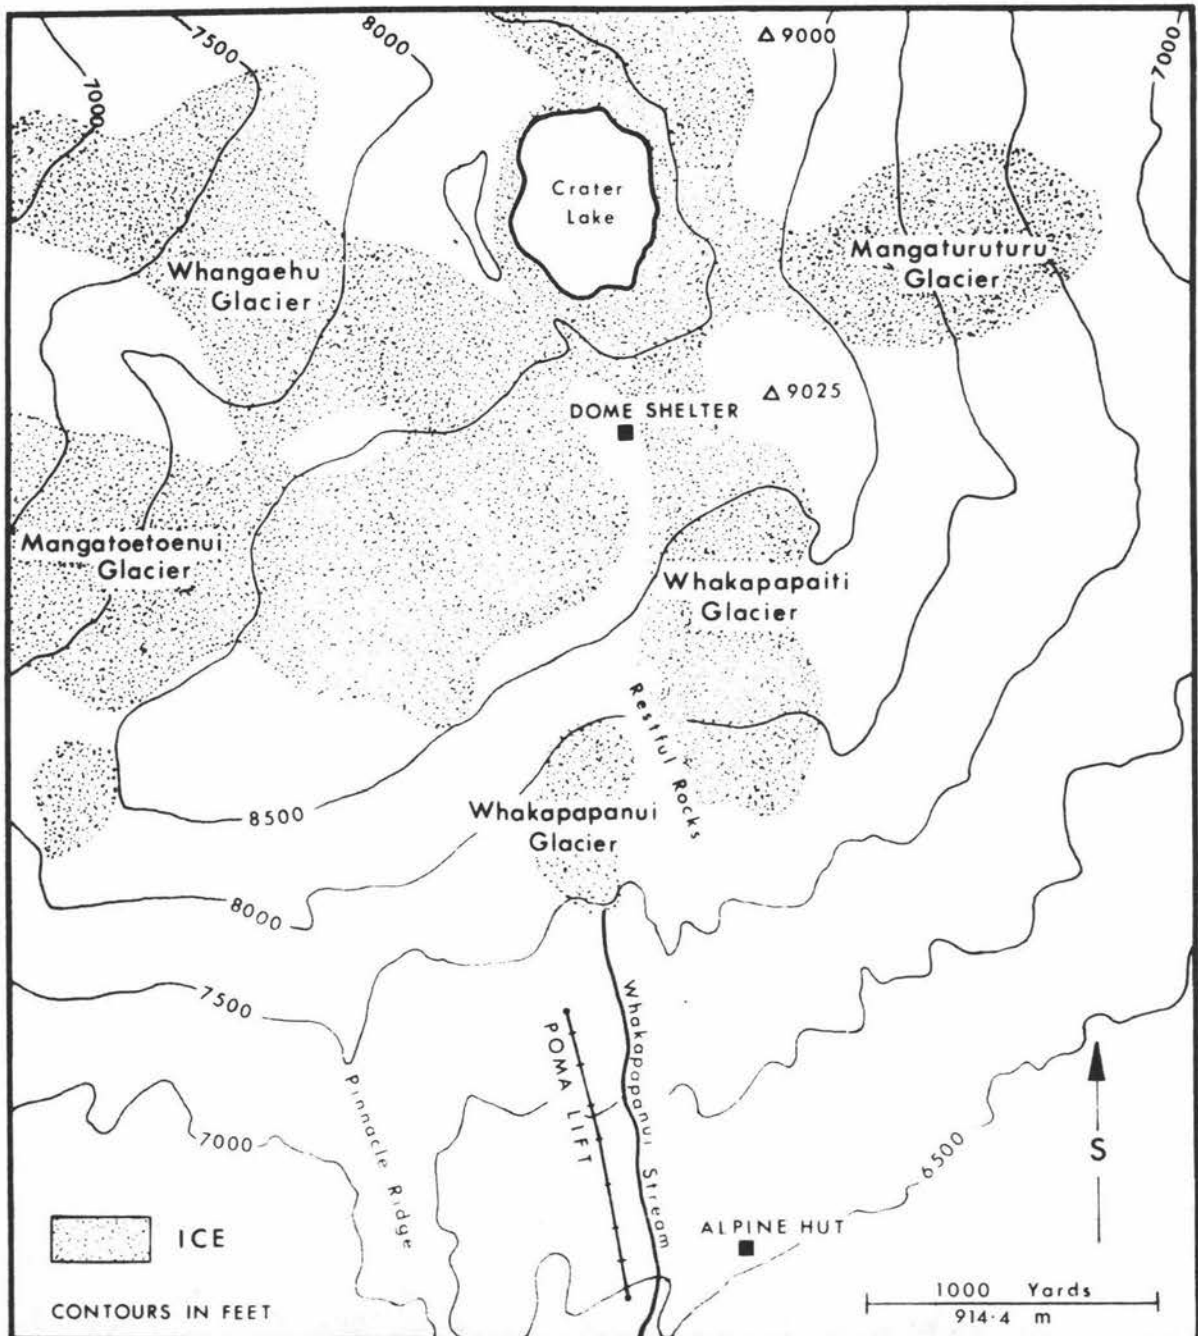 7500
8000
△ 9000
7000
7000
Crater
Lake
Mangaturuturu
Glacier
Whangaehu
Glacier
△ 9025
DOME SHELTER
Mangatoetoenui
Glacier
Whakapapaiti
Glacier
Restful Rocks
8500
Whakapapanui
Glacier
8000
7500
Whakapapanui Stream
POMA LIFT
Pinnacle Ridge
7000
6500
S
ICE
ALPINE HUT
CONTOURS IN FEET
1000 Yards
914·4 m